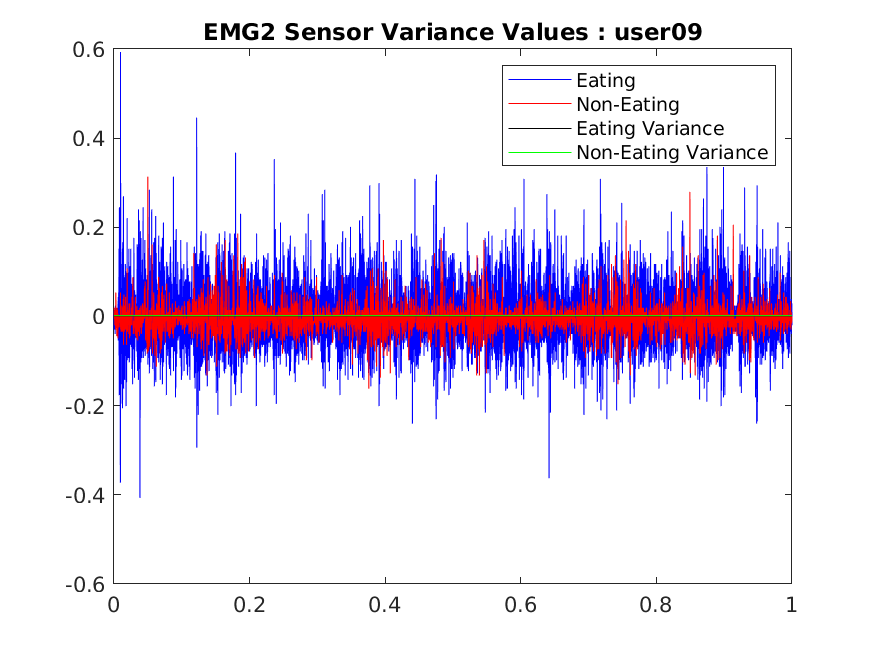 EMG2 Sensor Variance Values : user09
Eating
Non-Eating
Eating Variance
Non-Eating Variance
0.6
0.4
0.2
0
-0.2
-0.4
-0.6
0 0.2 0.4 0.6 0.8 1